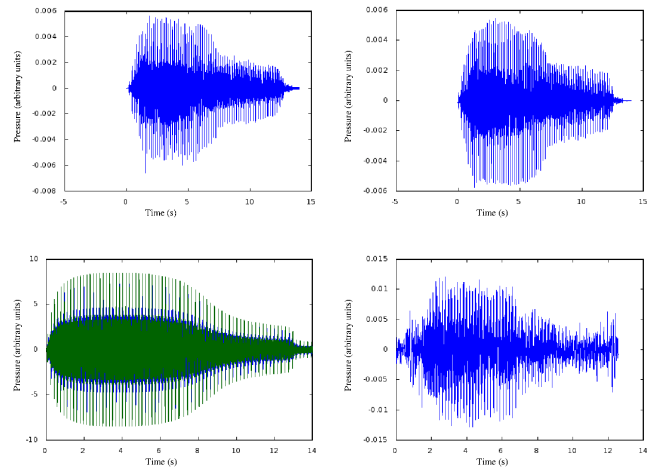 0.008
0.006
0.004
0.002
0
-0.002
-0.004
-0.006
-0.008
Pressure (arbitrary units)
-5 0 5 10 15
Time (s)
0.006
0.004
0.002
0
-0.002
-0.004
-0.006
Pressure (arbitrary units)
-5 0 5 10 15
Time (s)
10
5
0
-5
-10
Pressure (arbitrary units)
0 2 4 6 8 10 12 14
Time (s)
0.015
0.01
0.005
0
-0.005
-0.01
-0.015
Pressure (arbitrary units)
0 2 4 6 8 10 12 14
Time (s)